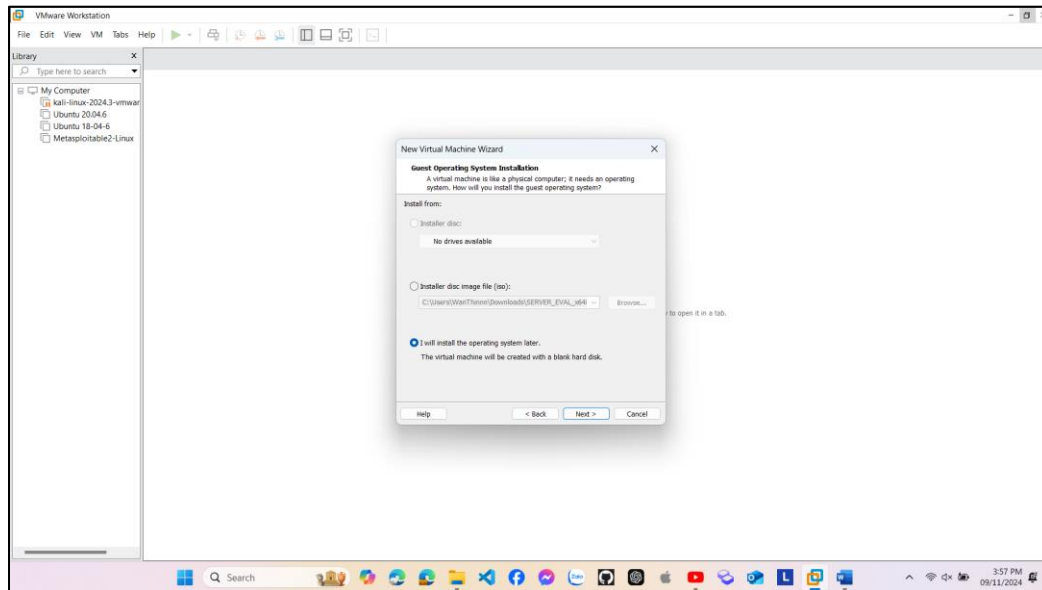 VMware Workstation
File Edit View VM Tabs Help
Library
Type here to search
My Computer
kali-linux-2024.3-vmwar
Ubuntu 20.04.6
Ubuntu 18-04-6
Metasploitable2-Linux
New Virtual Machine Wizard
Guest Operating System Installation
A virtual machine is like a physical computer; it needs an operating
system. How will you install the guest operating system?
Install from:
Installer disc:
No drives available
Installer disc image file (iso):
C:\Users\WanThinnn\Downloads\SERVER_EVAL_x64
Browse...
to open it in a tab.
I will install the operating system later.
The virtual machine will be created with a blank hard disk.
Help < Back Next > Cancel
Search
Zalo
L
3:57 PM
09/11/2024